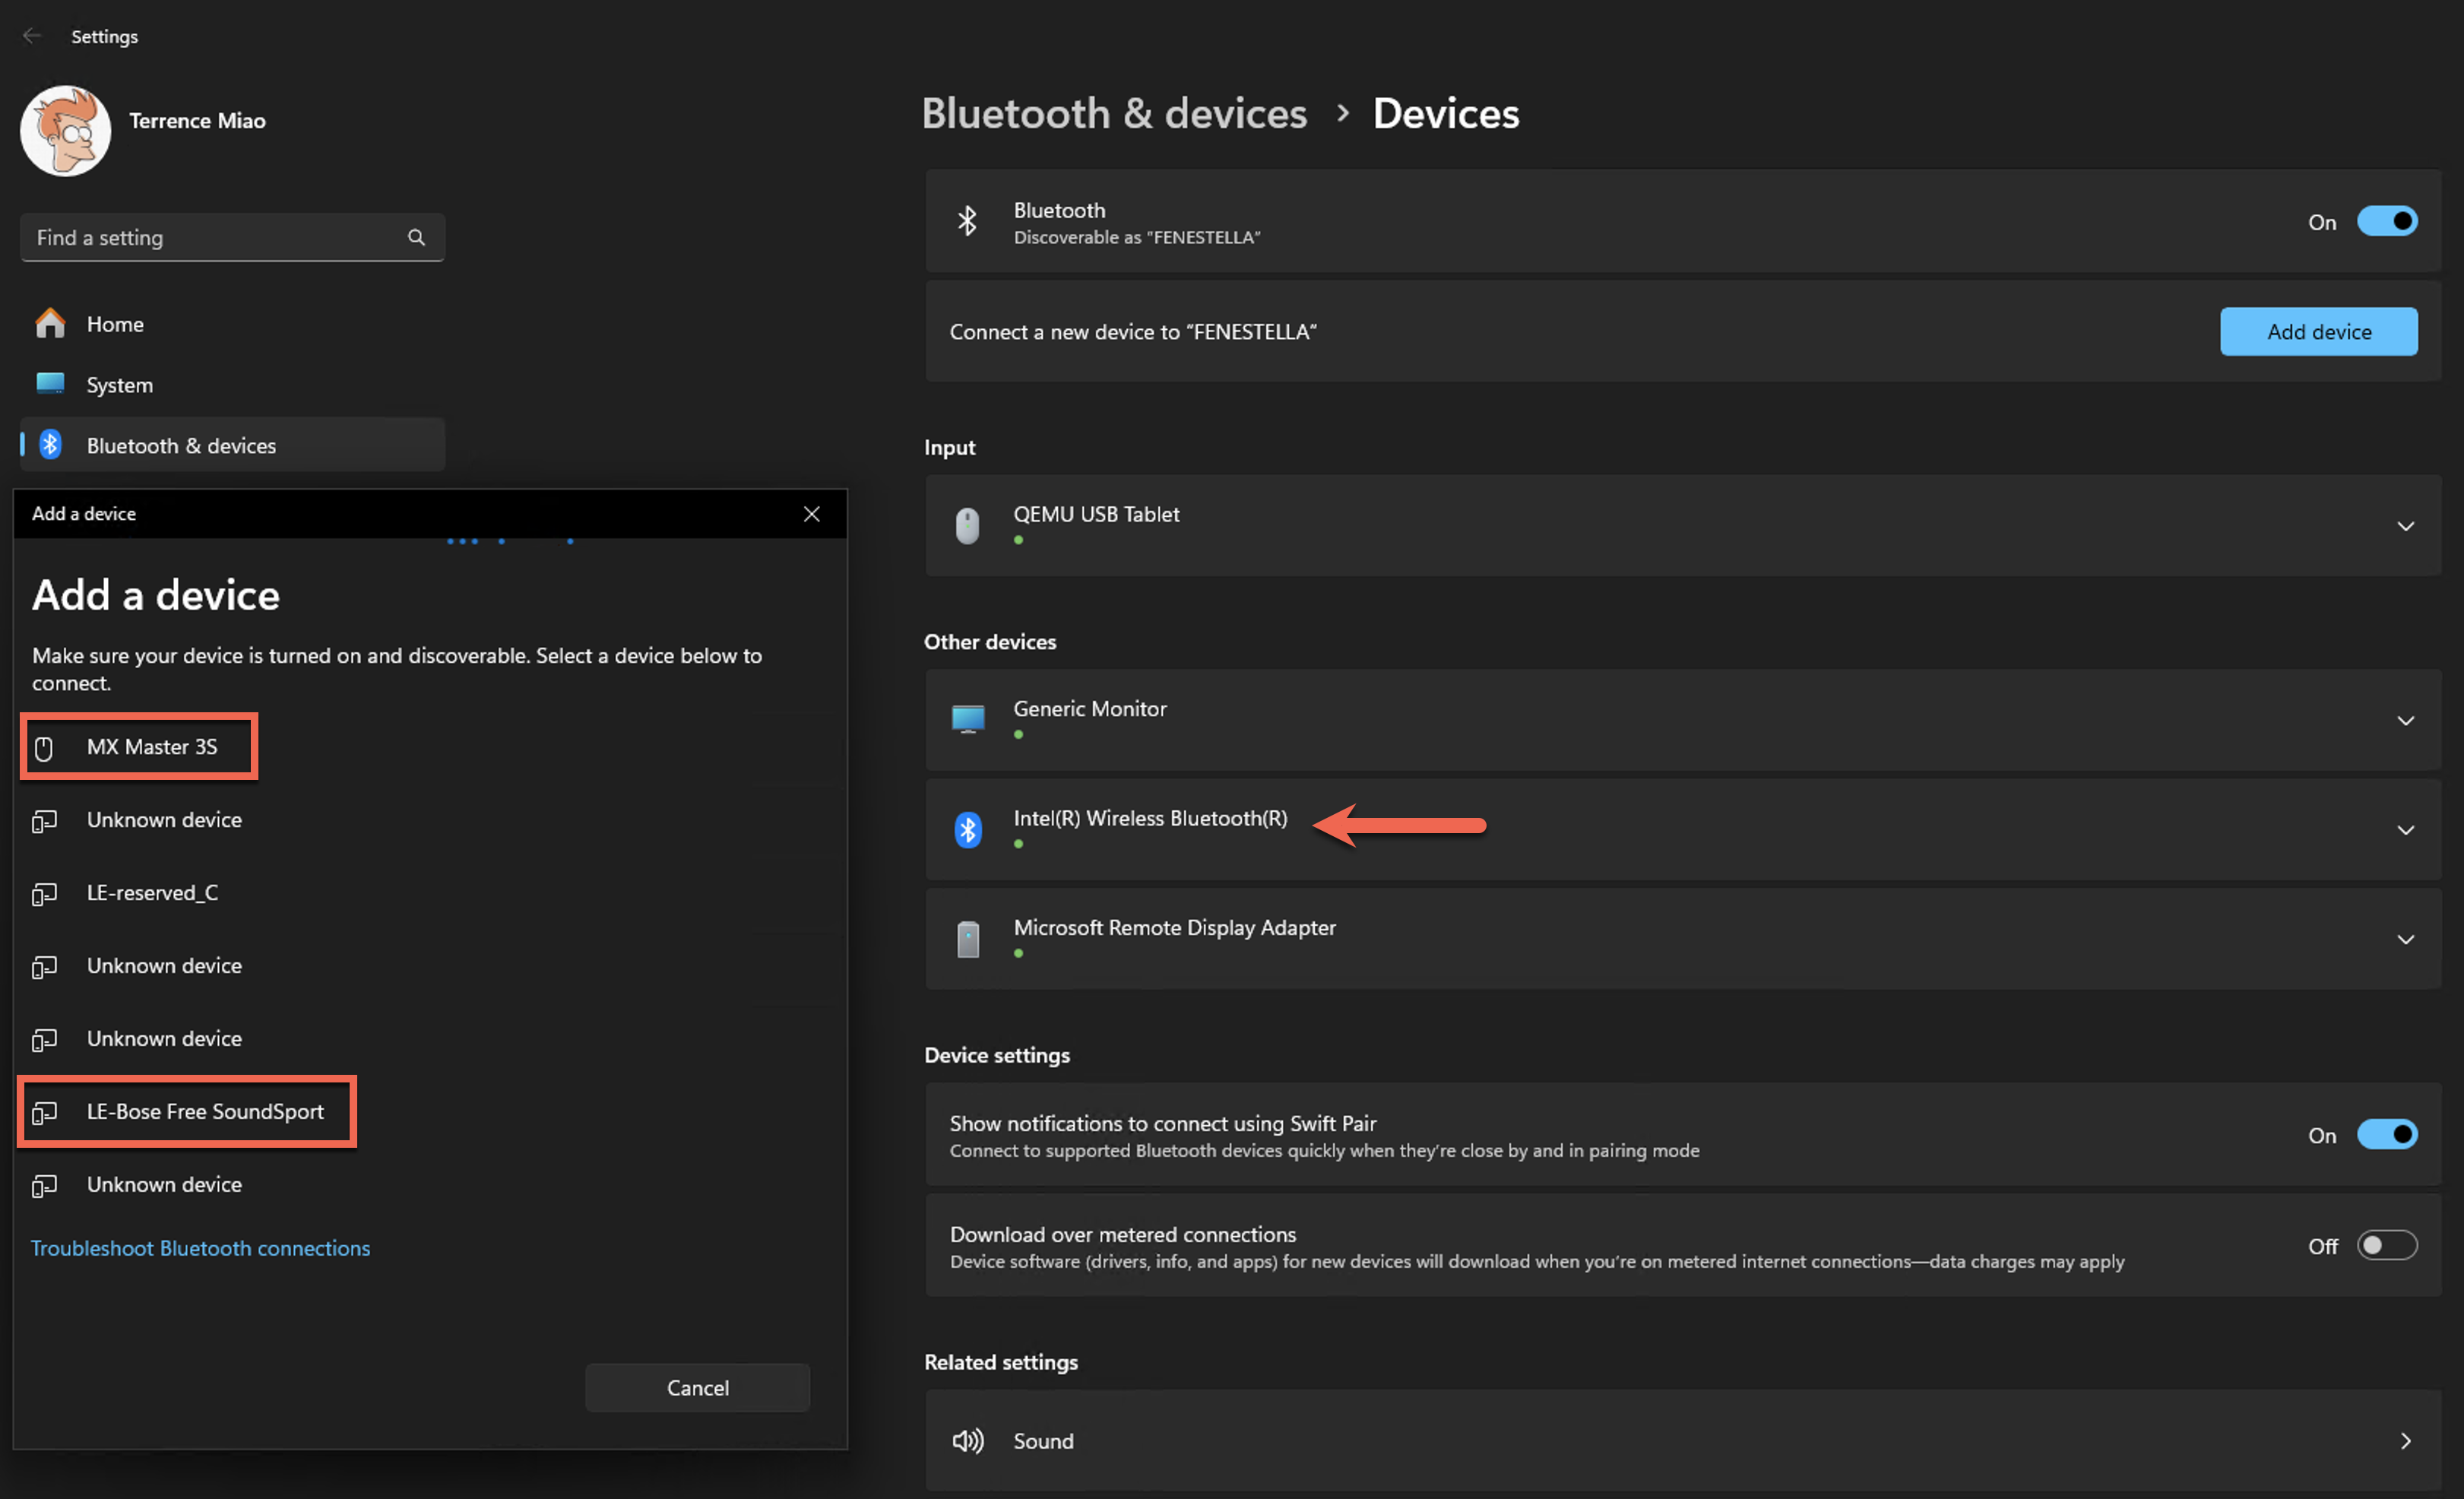 Settings
Terrence Miao
Find a setting
Home
System
Bluetooth & devices
Add a device
Add a device
Make sure your device is turned on and discoverable. Select a device below to
connect.
MX Master 3S
Unknown device
LE-reserved_C
Unknown device
Unknown device
LE-Bose Free SoundSport
Unknown device
Troubleshoot Bluetooth connections
Cancel
Bluetooth & devices › Devices
Bluetooth
Discoverable as "FENESTELLA"
On
Connect a new device to “FENESTELLA”
Add device
Input
QEMU USB Tablet
Other devices
Generic Monitor
Intel(R) Wireless Bluetooth(R)
Microsoft Remote Display Adapter
Device settings
Show notifications to connect using Swift Pair
Connect to supported Bluetooth devices quickly when they’re close by and in pairing mode
On
Download over metered connections
Device software (drivers, info, and apps) for new devices will download when you’re on metered internet connections—data charges may apply
Off
Related settings
Sound